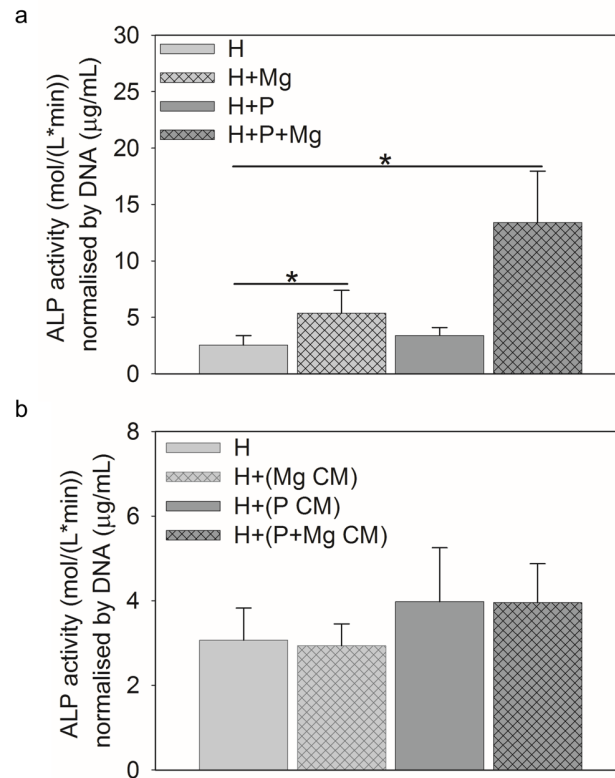 a
ALP activity (mol/(L*min))
normalised by DNA (μg/mL)
30
25
20
15
10
5
0
H
H+Mg
H+P
H+P+Mg
*
*
b
ALP activity (mol/(L*min))
normalised by DNA (μg/mL)
8
6
4
2
0
H
H+(Mg CM)
H+(P CM)
H+(P+Mg CM)